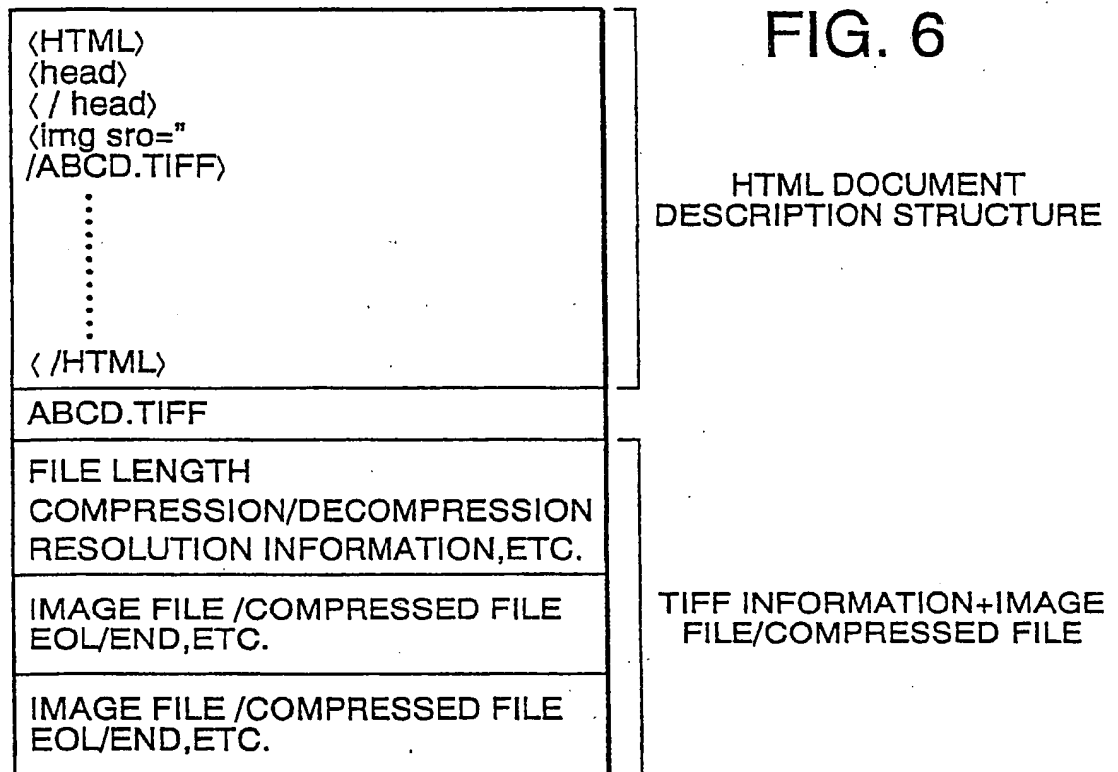 FIG. 6
⟨HTML⟩
⟨head⟩
⟨ / head⟩
⟨img sro="
/ABCD.TIFF⟩
⟨ /HTML⟩
HTML DOCUMENT
DESCRIPTION STRUCTURE
ABCD.TIFF
FILE LENGTH
COMPRESSION/DECOMPRESSION
RESOLUTION INFORMATION,ETC.
IMAGE FILE /COMPRESSED FILE
EOL/END,ETC.
IMAGE FILE /COMPRESSED FILE
EOL/END,ETC.
TIFF INFORMATION+IMAGE
FILE/COMPRESSED FILE